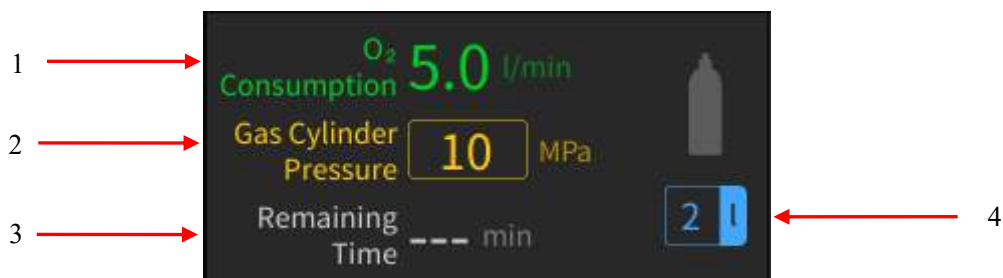 1
O₂
Consumption 5.0 l/min
2
Gas Cylinder
Pressure 10 MPa
3
Remaining
Time --- min
2 l
4